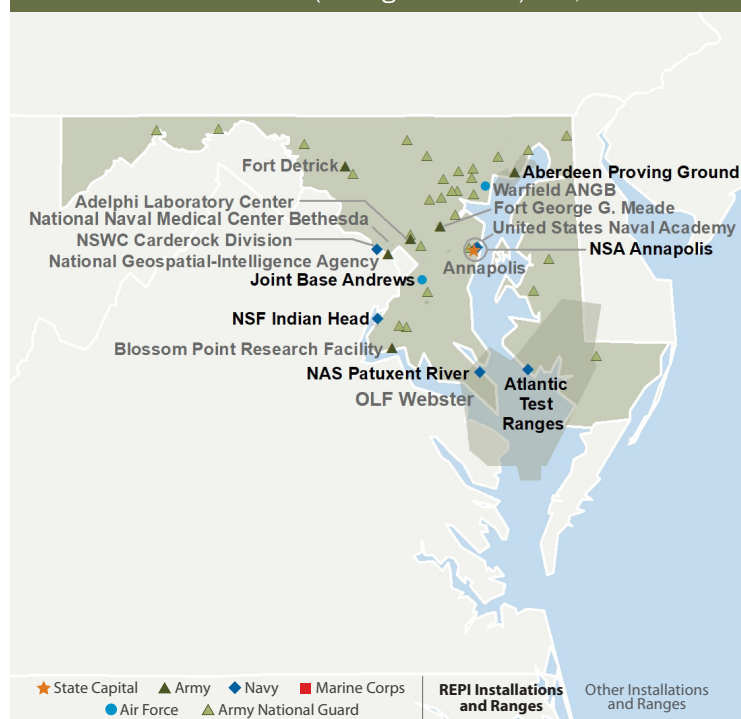 Fort Detrick
Aberdeen Proving Ground
Warfield ANGB
Adelphi Laboratory Center
Fort George G. Meade
National Naval Medical Center Bethesda
United States Naval Academy
NSWC Carderock Division
NSA Annapolis
National Geospatial-Intelligence Agency
Annapolis
Joint Base Andrews
NSF Indian Head
Blossom Point Research Facility
NAS Patuxent River
Atlantic
Test
Ranges
OLF Webster
State Capital Army Navy Marine Corps
Air Force Army National Guard
REPI Installations
and Ranges
Other Installations
and Ranges